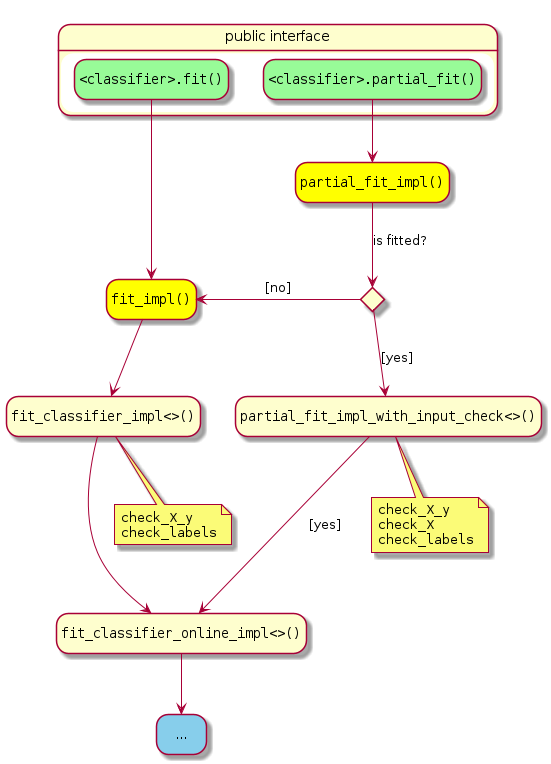 public interface
<classifier>.fit()
<classifier>.partial_fit()
partial_fit_impl()
is fitted?
[no]
fit_impl()
[yes]
fit_classifier_impl<>()
partial_fit_impl_with_input_check<>()
check_X_y
check_labels
check_X_y
check_X
check_labels
[yes]
fit_classifier_online_impl<>()
...